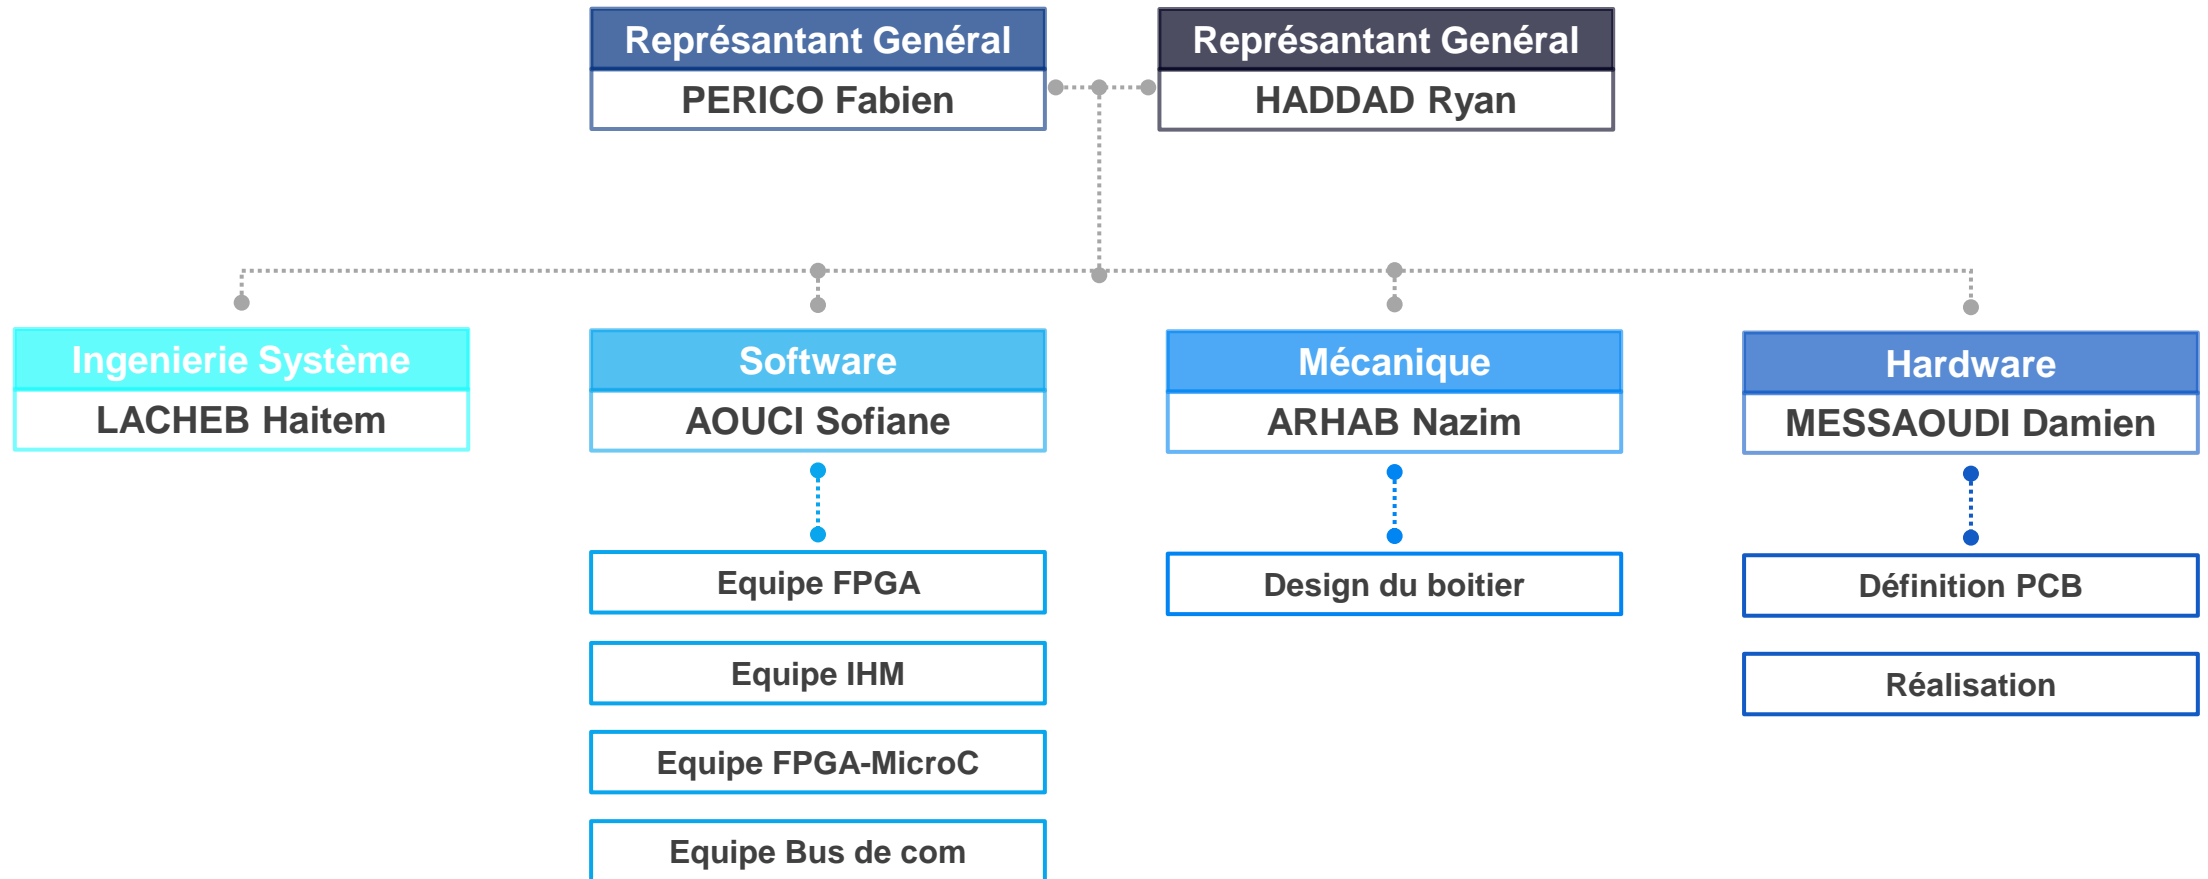 Représantant Genéral
PERICO Fabien
Représantant Genéral
HADDAD Ryan
Ingenierie Système
LACHEB Haitem
Software
AOUCI Sofiane
Mécanique
ARHAB Nazim
Hardware
MESSAOUDI Damien
Equipe FPGA
Equipe IHM
Equipe FPGA-MicroC
Equipe Bus de com
Design du boitier
Définition PCB
Réalisation